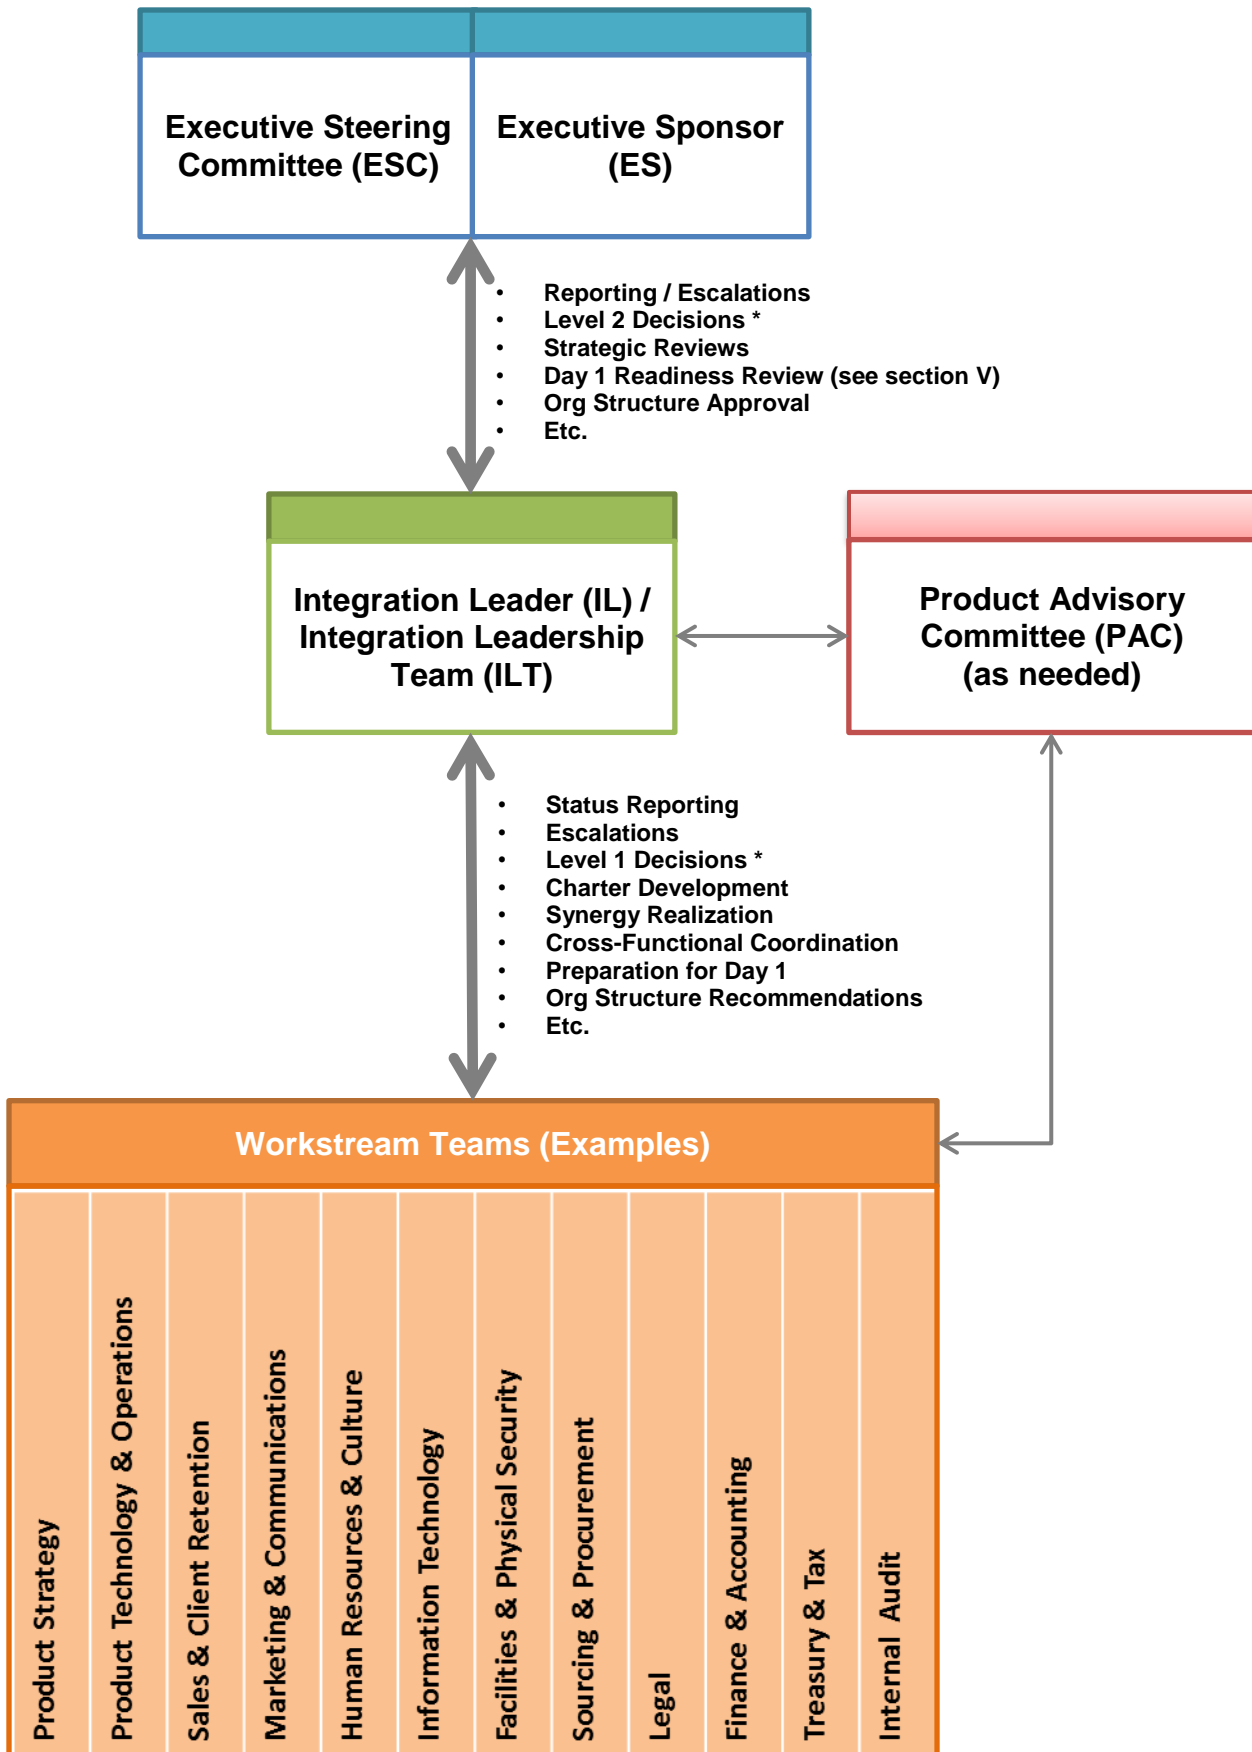 Executive Steering
Committee (ESC)
Executive Sponsor
(ES)
• Reporting / Escalations
• Level 2 Decisions *
• Strategic Reviews
• Day 1 Readiness Review (see section V)
• Org Structure Approval
• Etc.
Integration Leader (IL) /
Integration Leadership
Team (ILT)
Product Advisory
Committee (PAC)
(as needed)
• Status Reporting
• Escalations
• Level 1 Decisions *
• Charter Development
• Synergy Realization
• Cross-Functional Coordination
• Preparation for Day 1
• Org Structure Recommendations
• Etc.
Workstream Teams (Examples)
Product Strategy
Product Technology & Operations
Sales & Client Retention
Marketing & Communications
Human Resources & Culture
Information Technology
Facilities & Physical Security
Sourcing & Procurement
Legal
Finance & Accounting
Treasury & Tax
Internal Audit